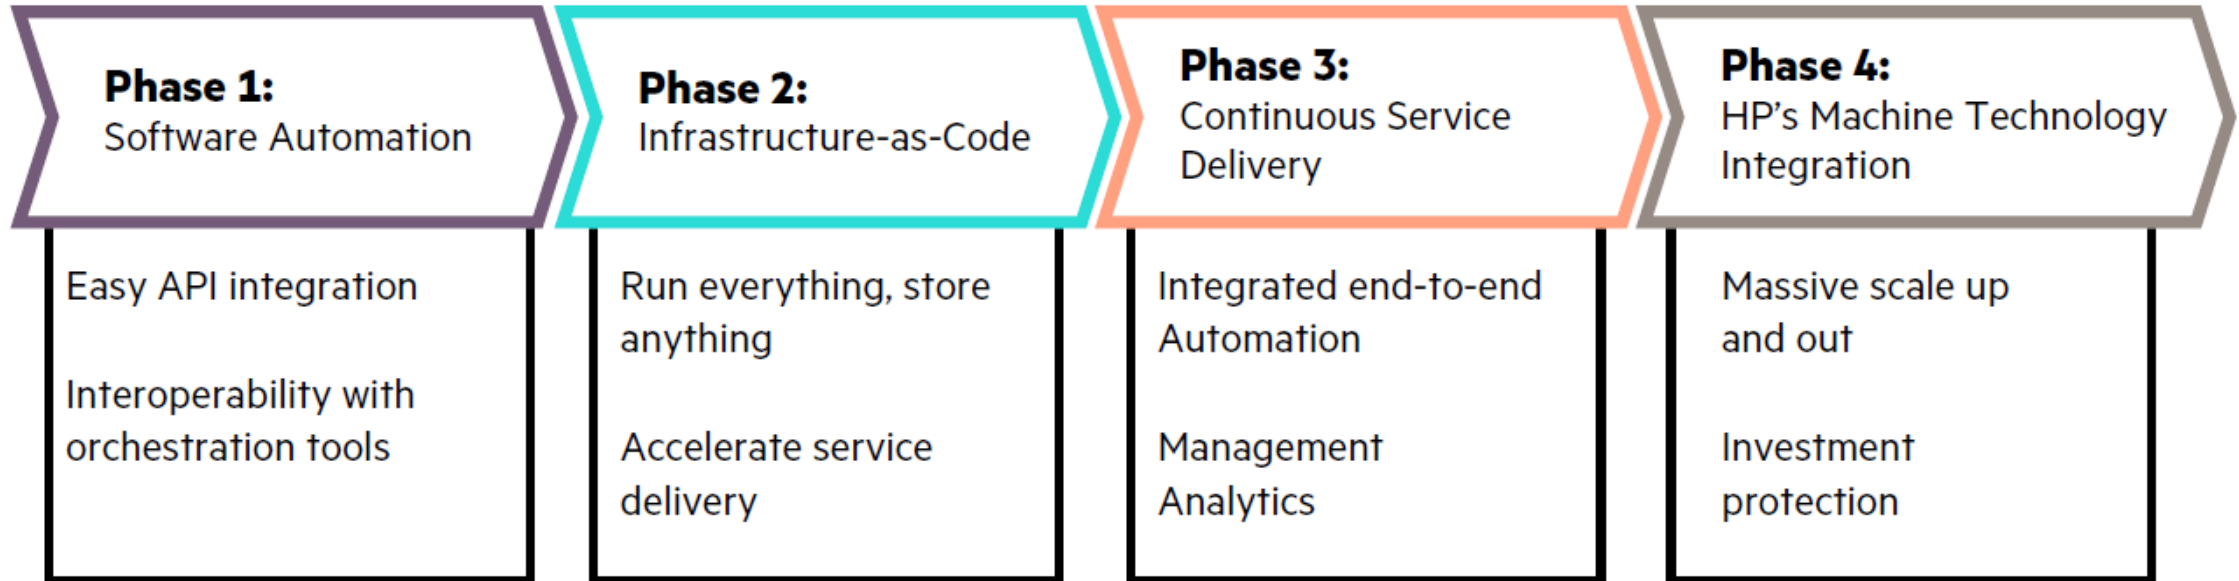 Phase 1:
Software Automation
Easy API integration
Interoperability with
orchestration tools
Phase 2:
Infrastructure-as-Code
Run everything, store
anything
Accelerate service
delivery
Phase 3:
Continuous Service
Delivery
Integrated end-to-end
Automation
Management
Analytics
Phase 4:
HP's Machine Technology
Integration
Massive scale up
and out
Investment
protection